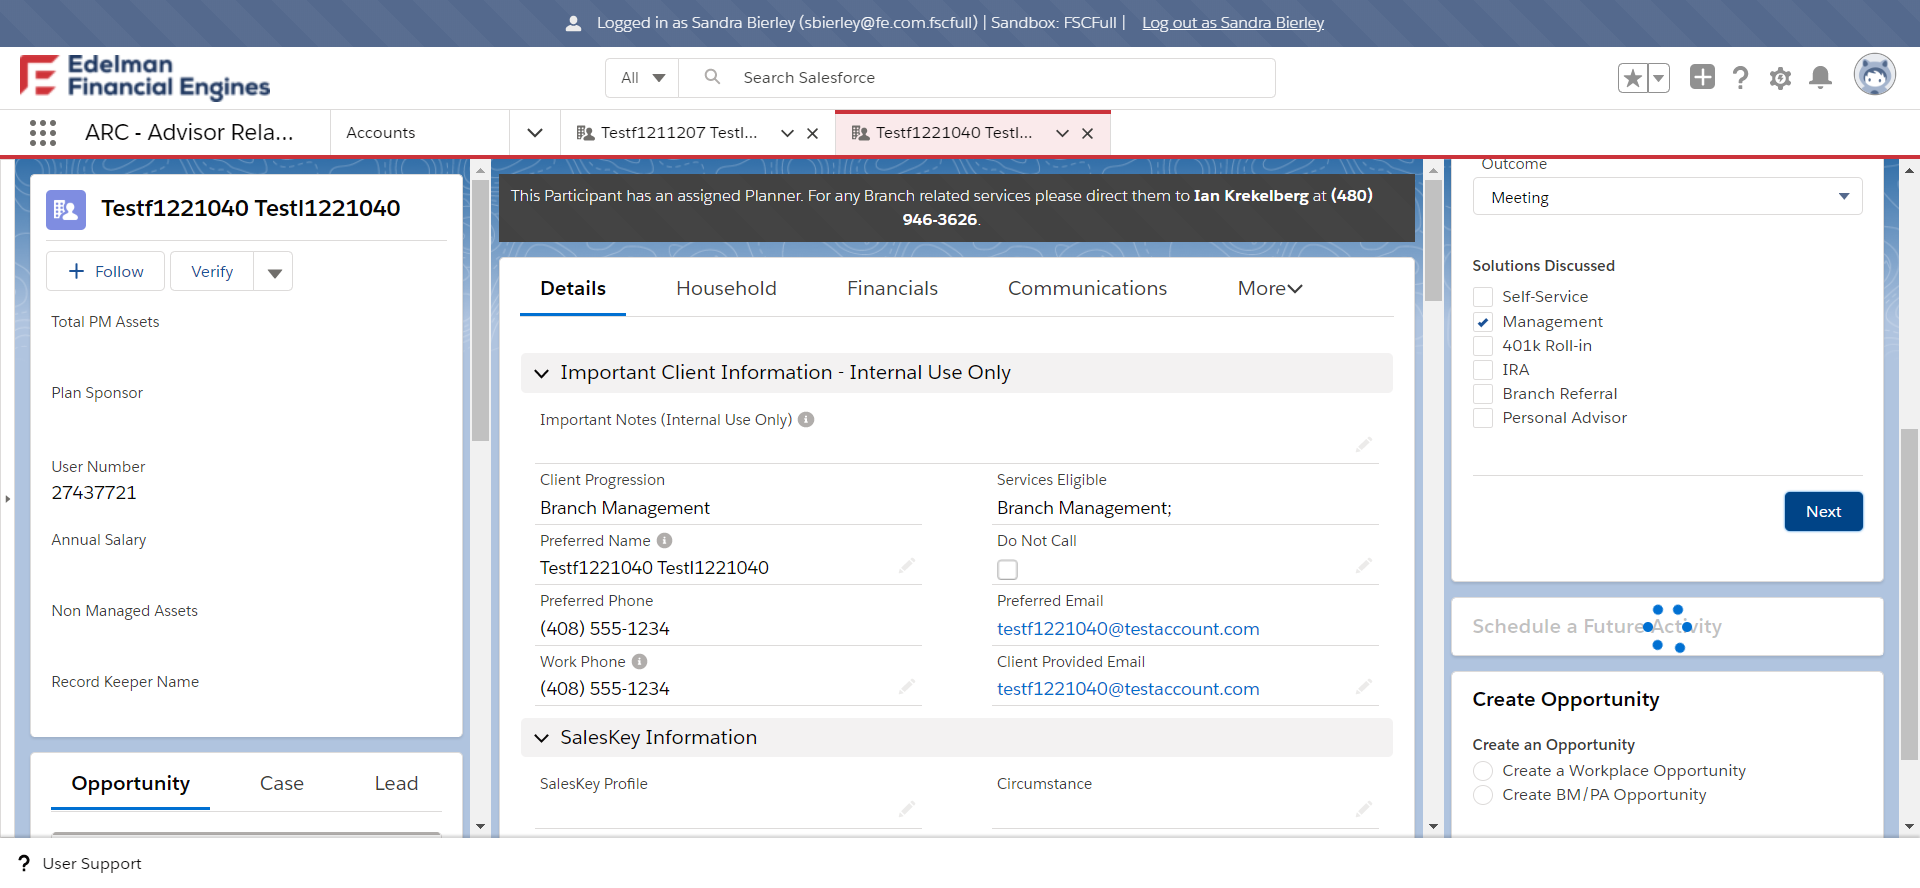 Logged in as Sandra Bierley (sbierley@fe.com.fscfull) | Sandbox: FSCFull | Log out as Sandra Bierley
Edelman
Financial Engines
All
Search Salesforce
ARC - Advisor Rela...
Accounts
Testf1211207 Testl...
Testf1221040 Testl...
Testf1221040 Testl1221040
Follow
Verify
Total PM Assets
Plan Sponsor
User Number
27437721
Annual Salary
Non Managed Assets
Record Keeper Name
Opportunity
Case
Lead
This Participant has an assigned Planner. For any Branch related services please direct them to Ian Krekelberg at (480)
946-3626.
Details
Household
Financials
Communications
More
Important Client Information - Internal Use Only
Important Notes (Internal Use Only)
Client Progression
Branch Management
Services Eligible
Branch Management;
Preferred Name
Testf1221040 Testl1221040
Do Not Call
Preferred Phone
(408) 555-1234
Preferred Email
testf1221040@testaccount.com
Work Phone
(408) 555-1234
Client Provided Email
testf1221040@testaccount.com
SalesKey Information
SalesKey Profile
Circumstance
Outcome
Meeting
Solutions Discussed
Self-Service
Management
401k Roll-in
IRA
Branch Referral
Personal Advisor
Next
Schedule a Future Activity
Create Opportunity
Create an Opportunity
Create a Workplace Opportunity
Create BM/PA Opportunity
? User Support